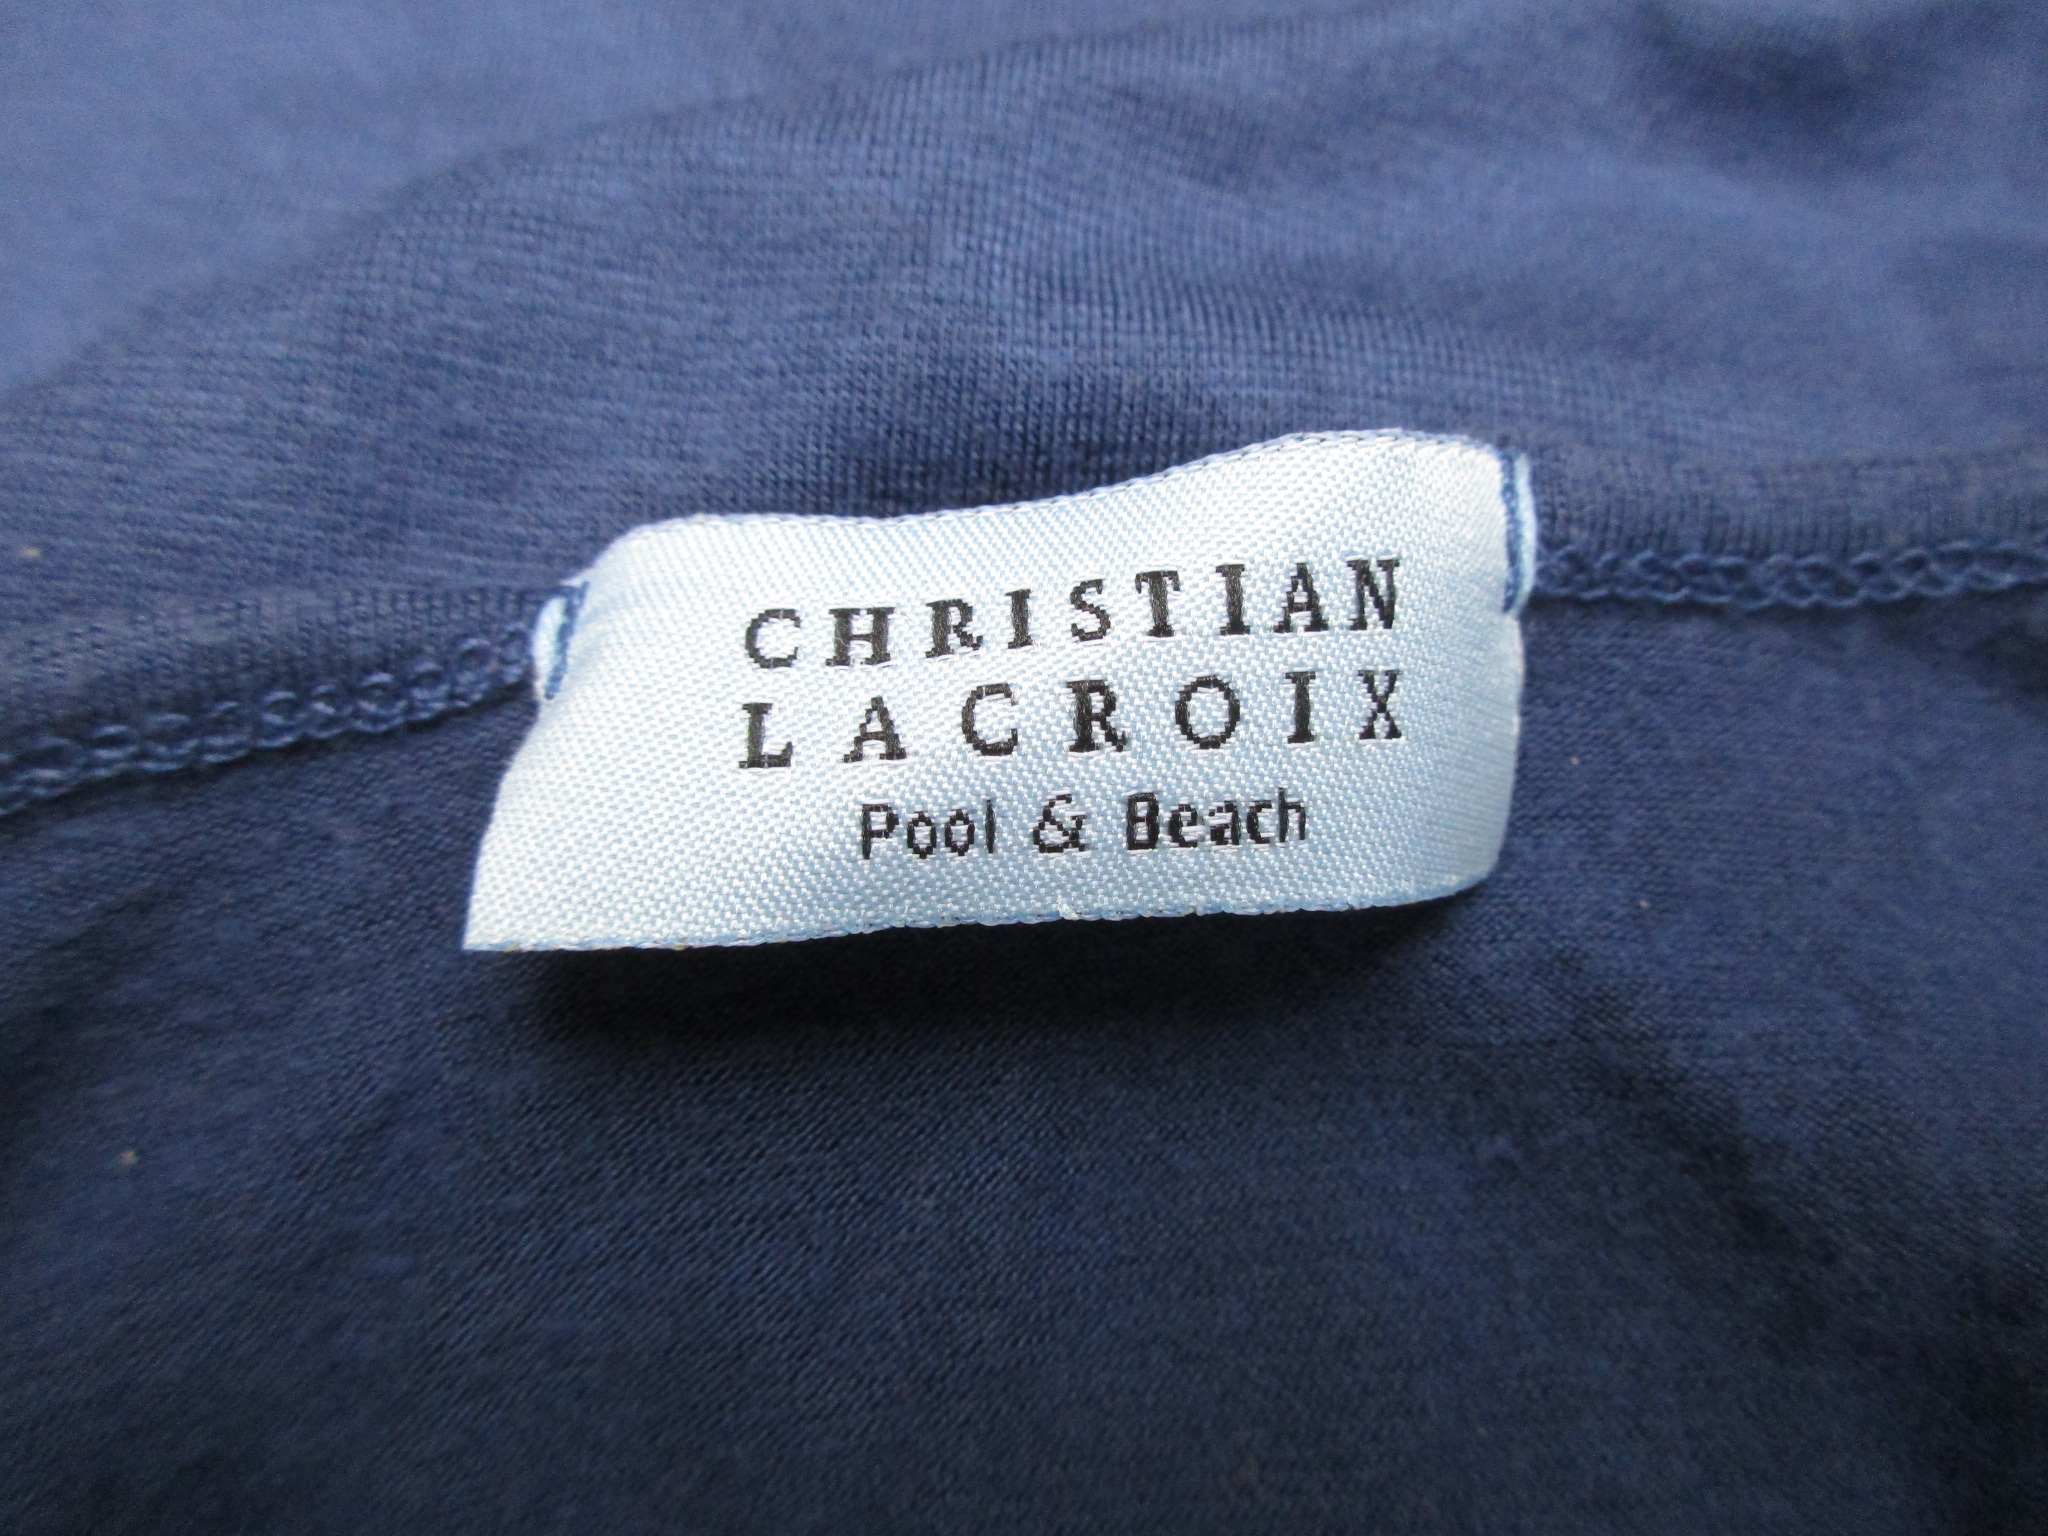 CHRISTIAN
LACROIX
Pool & Beach